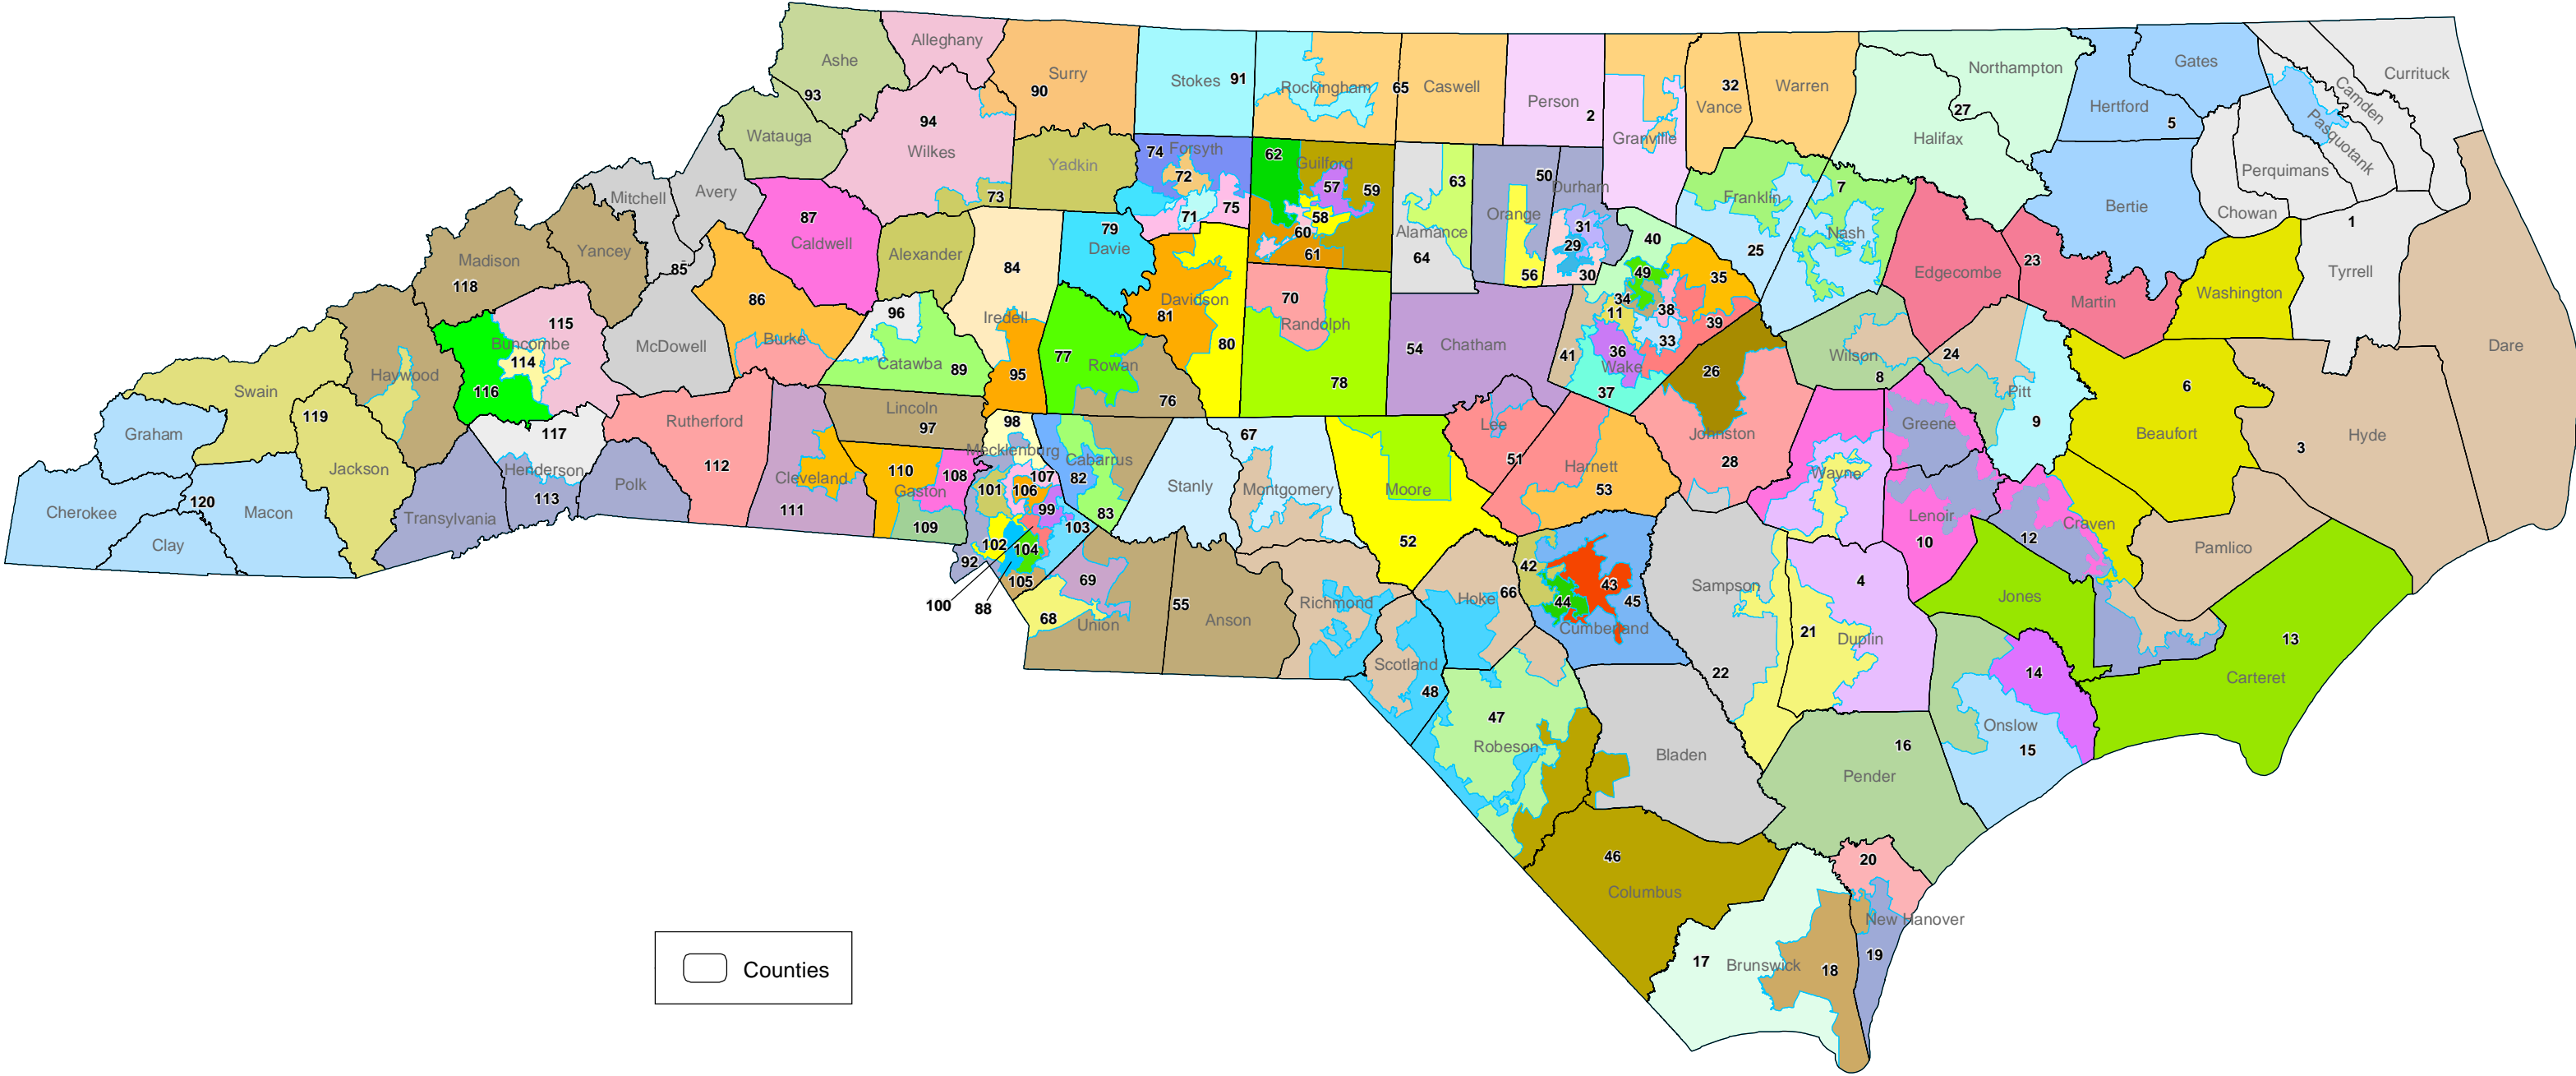 Ashe
Alleghany
Surry
90
Stokes
91
Rockingham
65
Caswell
Person
2
Granville
32
Vance
Warren
Northampton
27
Halifax
Hertford
5
Gates
Camden
Currituck
Pasquotank
Perquimans
Chowan
1
93
Watauga
94
Wilkes
Yadkin
73
74
Forsyth
72
71
75
62
Guilford
57
59
58
60
61
63
Alamance
64
50
Orange
56
Durham
31
29
30
Franklin
25
7
Nash
Edgecombe
23
Martin
Bertie
Washington
Tyrrell
Dare
Mitchell
Avery
85
87
Caldwell
Alexander
84
Iredell
79
Davie
Davidson
81
80
70
Randolph
78
54
Chatham
40
49
35
34
11
38
39
33
36
Wake
41
37
26
Wilson
8
24
Pitt
9
6
Beaufort
3
Hyde
Madison
118
Yancey
McDowell
86
Burke
96
Catawba
89
95
77
Rowan
76
115
Buncombe
114
116
Haywood
Swain
119
Jackson
Graham
120
Cherokee
Macon
Clay
Transylvania
117
Henderson
113
Polk
Rutherford
112
Cleveland
111
Lincoln
97
110
108
Gaston
109
98
Mecklenburg
107
101
106
99
103
102
104
105
92
100
88
Cabarrus
82
83
Stanly
67
Montgomery
Moore
52
Lee
51
Harnett
53
Johnston
28
Wayne
Greene
Lenoir
10
12
Craven
Pamlico
69
68
Union
55
Anson
Richmond
Hoke
66
Scotland
48
42
43
44
45
Cumberland
Sampson
22
21
4
Duplin
Jones
13
Carteret
14
Onslow
15
16
Pender
47
Robeson
Bladen
46
Columbus
20
New Hanover
19
17
Brunswick
18
Counties